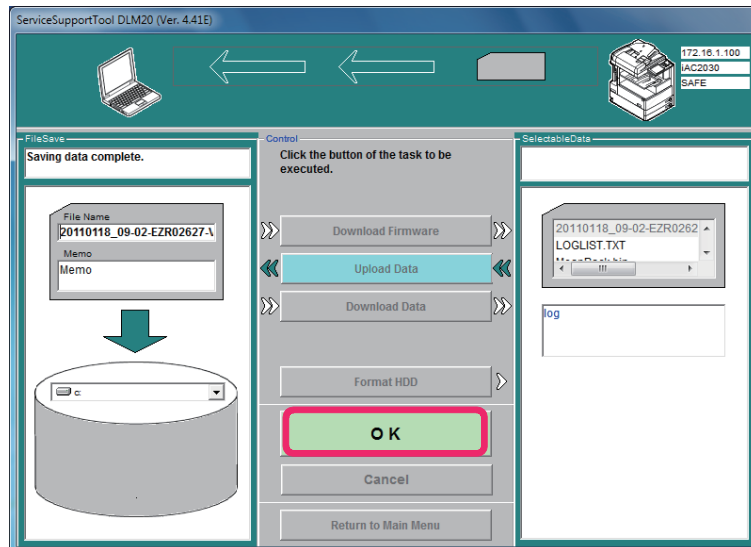 ServiceSupportTool DLM20 (Ver. 4.41E)
172.16.1.100
iAC2030
SAFE
FileSave
Saving data complete.
File Name
20110118_09-02-EZR02627-V
Memo
Memo
c:
Control
Click the button of the task to be
executed.
Download Firmware
Upload Data
Download Data
Format HDD
OK
Cancel
Return to Main Menu
SelectableData
20110118_09-02-EZR0262
LOGLIST.TXT
log